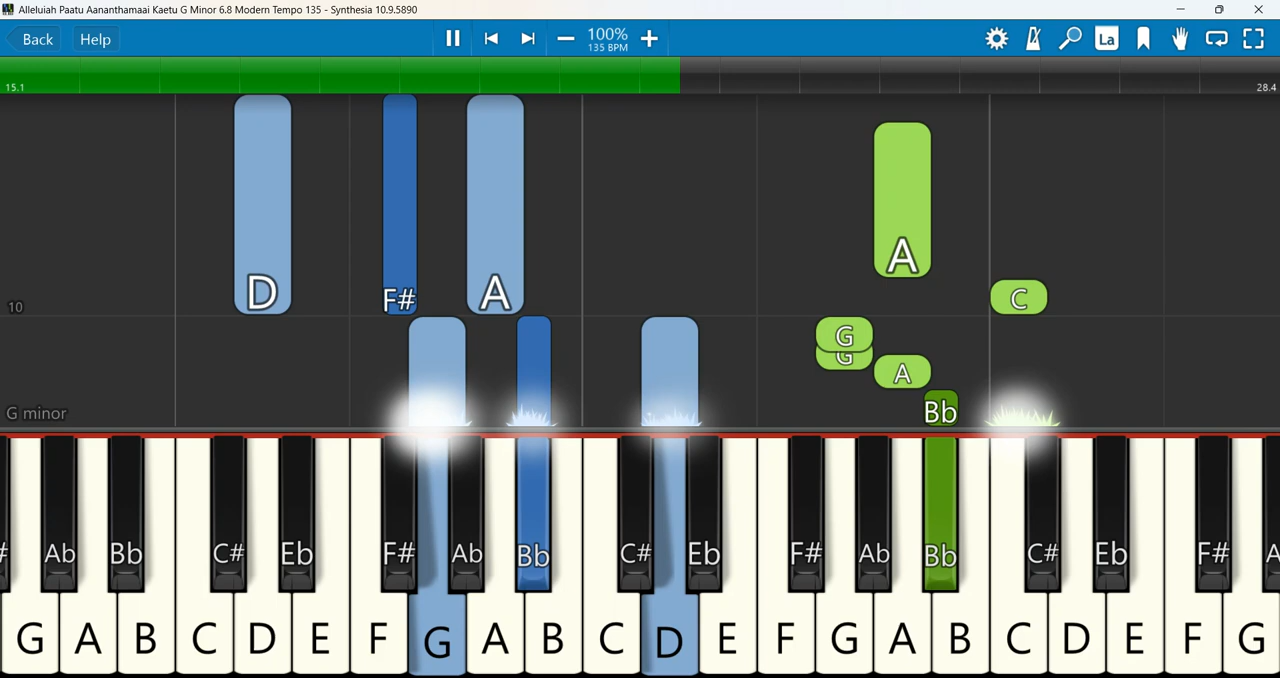 Alleluiah Paatu Aananthamaai Kaetu G Minor 6.8 Modern Tempo 135 - Synthesia 10.9.5890
Back Help 100% La
135 BPM
15.1 28.4
A
D F# A C
10
G
G
A
G minor Bb
Ab Bb C# Eb F# Ab Bb C# Eb F# Ab Bb C# Eb F#
G A B C D E F G A B C D E F G A B C D E F G